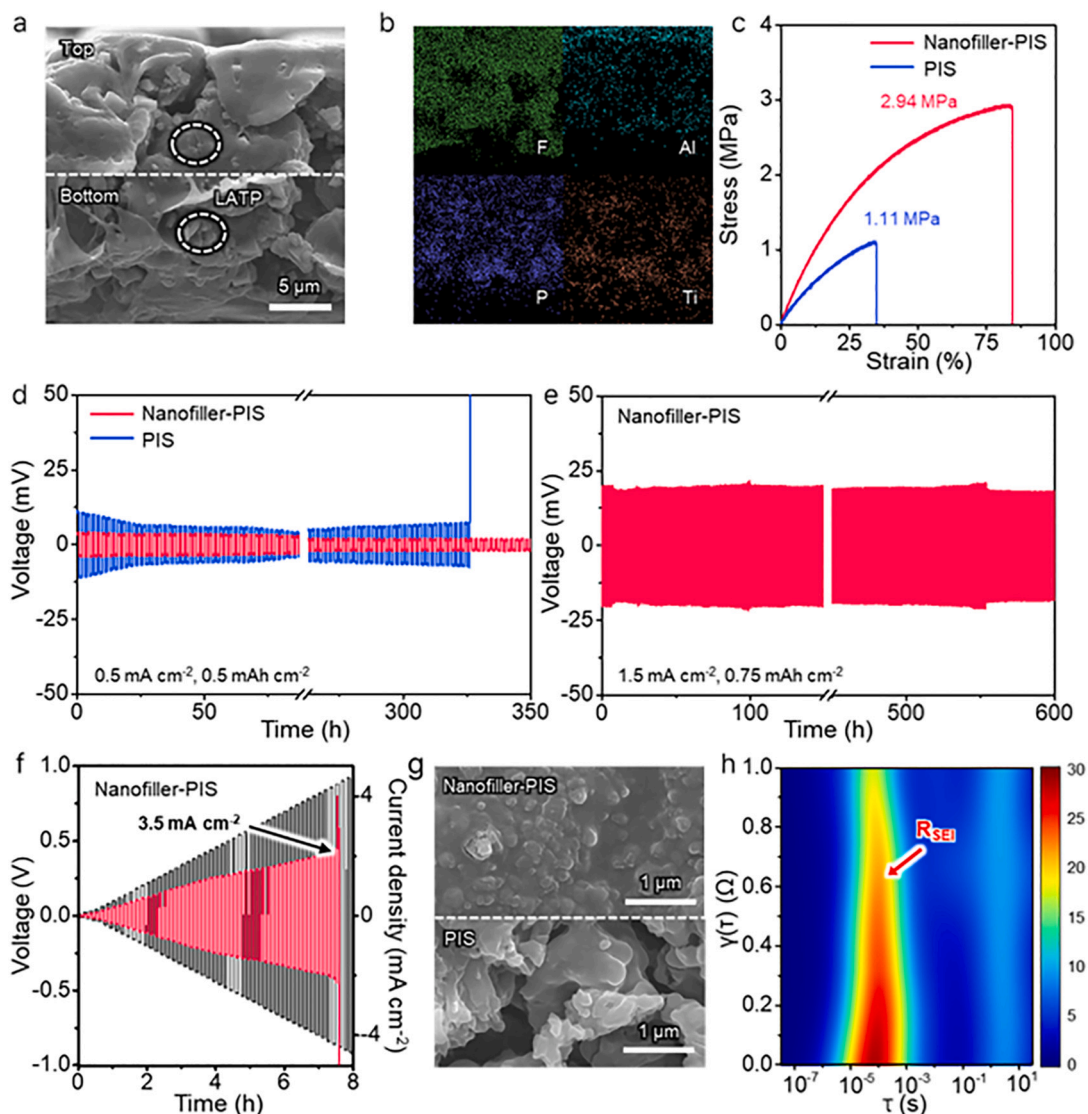 a
Top
Bottom
LATP
5 μm
b
F
Al
P
Ti
c
Nanofiller-PIS
PIS
2.94 MPa
1.11 MPa
Stress (MPa)
4
3
2
1
0
0
25
50
75
100
Strain (%)
d
Nanofiller-PIS
PIS
Voltage (mV)
50
25
0
-25
-50
0.5 mA cm⁻², 0.5 mAh cm⁻²
0
50
300
350
Time (h)
e
Nanofiller-PIS
Voltage (mV)
50
25
0
-25
-50
1.5 mA cm⁻², 0.75 mAh cm⁻²
0
100
500
600
Time (h)
f
Nanofiller-PIS
3.5 mA cm⁻²
Voltage (V)
1.0
0.5
0.0
-0.5
-1.0
Current density (mA cm⁻²)
4
0
-4
0
2
4
6
8
Time (h)
g
Nanofiller-PIS
1 μm
PIS
1 μm
h
R_SEI
γ(τ) (Ω)
1.0
0.8
0.6
0.4
0.2
0.0
10⁻⁷
10⁻⁵
10⁻³
10⁻¹
10¹
τ (s)
30
25
20
15
10
5
0